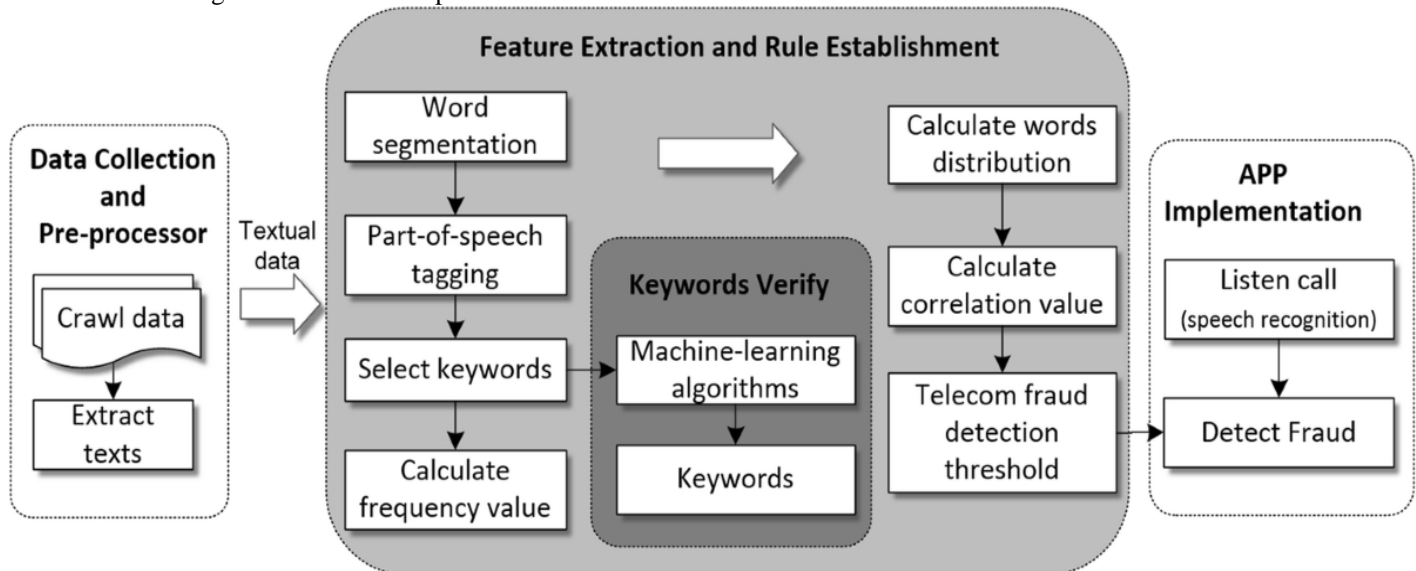 Feature Extraction and Rule Establishment
Data Collection
and
Pre-processor
Crawl data
Extract
texts
Textual
data
Word
segmentation
Part-of-speech
tagging
Select keywords
Calculate
frequency value
Keywords Verify
Machine-learning
algorithms
Keywords
Calculate words
distribution
Calculate
correlation value
Telecom fraud
detection
threshold
APP
Implementation
Listen call
(speech recognition)
Detect Fraud